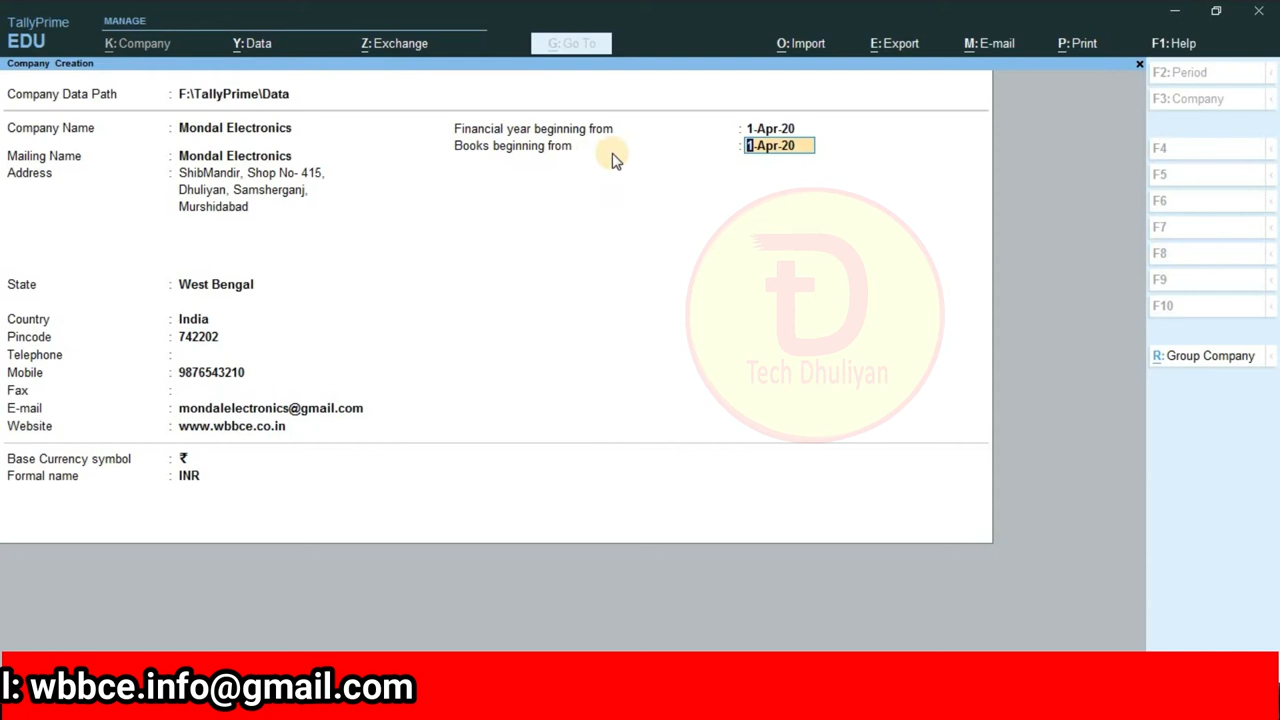 TallyPrime
EDU
MANAGE
K: Company
Y: Data
Z: Exchange
G: Go To
O: Import
E: Export
M: E-mail
P: Print
F1: Help
Company Creation
Company Data Path : F:\TallyPrime\Data
Company Name : Mondal Electronics
Mailing Name : Mondal Electronics
Address : ShibMandir, Shop No- 415,
Dhuliyan, Samsherganj,
Murshidabad
State : West Bengal
Country : India
Pincode : 742202
Telephone :
Mobile : 9876543210
Fax :
E-mail : mondalelectronics@gmail.com
Website : www.wbbce.co.in
Base Currency symbol : ₹
Formal name : INR
Financial year beginning from : 1-Apr-20
Books beginning from : 1-Apr-20
Tech Dhuliyan
F2: Period
F3: Company
F4
F5
F6
F7
F8
F9
F10
R: Group Company
l: wbbce.info@gmail.com